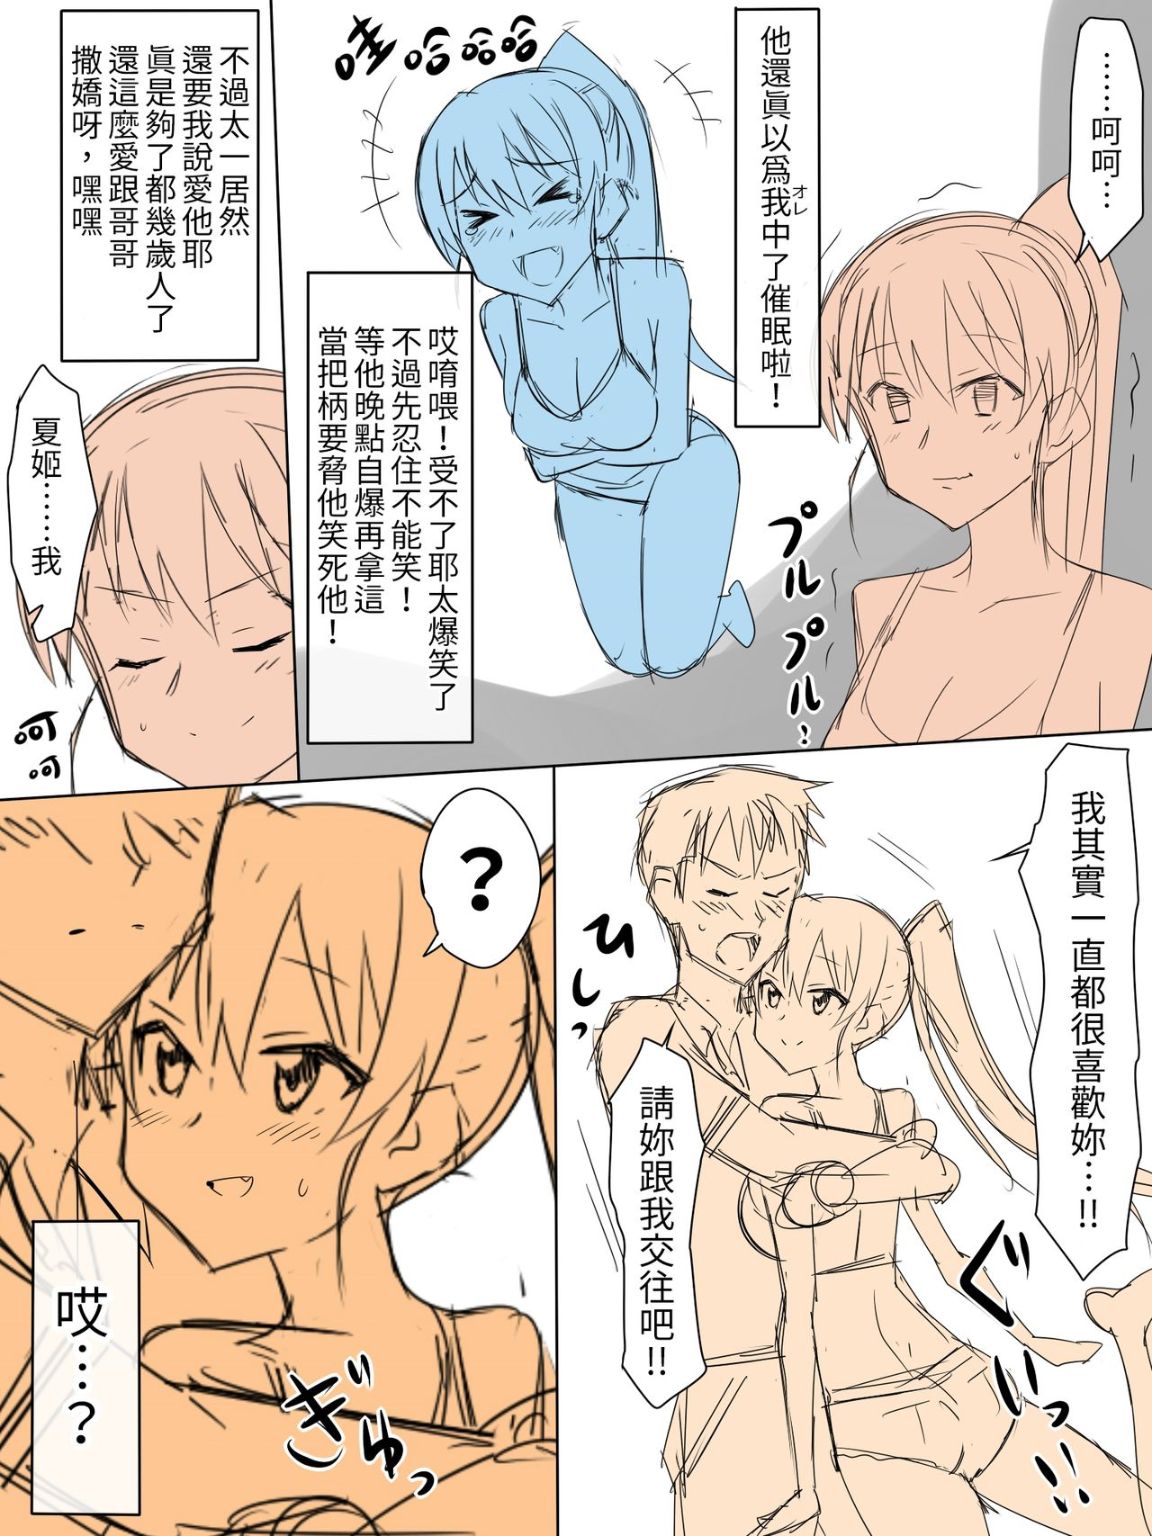 ……呵呵…
他還真以為我中了催眠啦！
オレ
プルプル
哇哈哈哈
哎唷喂！受不了耶太爆笑了
不過先忍住不能笑！
等他晚點自爆再拿這
當把柄要脅他笑死他！
不過太一居然
還要我說愛他耶
真是夠了都幾歲人了
還這麼愛跟哥哥
撒嬌呀，嘿嘿
夏姬……我
呵
呵
我其實一直都很喜歡妳…!!
ひしっ
請妳跟我交往吧!!
ぐいっ!!
？
ぎゅっ
哎…？